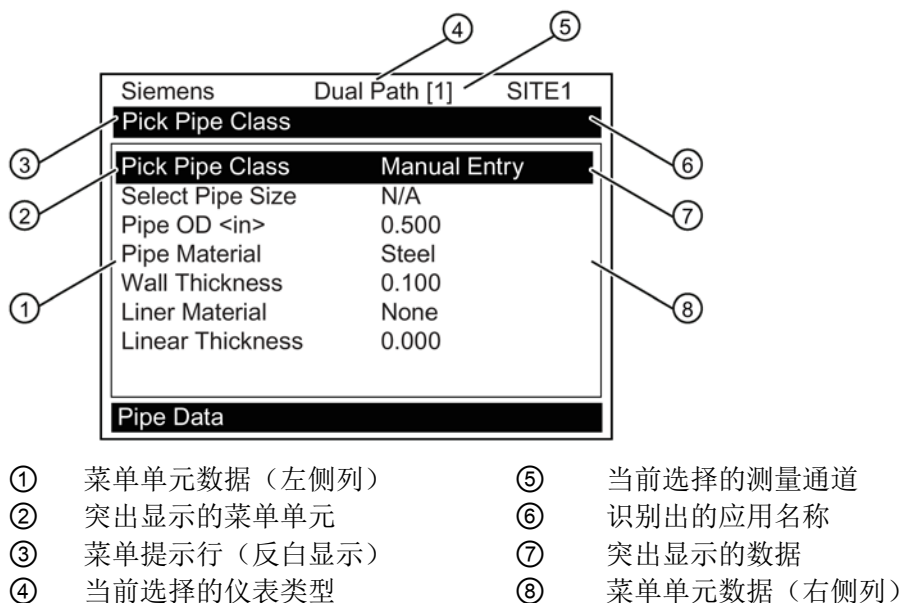 ④ ⑤
Siemens Dual Path [1] SITE1
Pick Pipe Class
③ ⑥
Pick Pipe Class Manual Entry
② ⑦
Select Pipe Size N/A
Pipe OD <in> 0.500
Pipe Material Steel
Wall Thickness 0.100
① ⑧
Liner Material None
Linear Thickness 0.000
Pipe Data
① 菜单单元数据（左侧列） ⑤ 当前选择的测量通道
② 突出显示的菜单单元 ⑥ 识别出的应用名称
③ 菜单提示行（反白显示） ⑦ 突出显示的数据
④ 当前选择的仪表类型 ⑧ 菜单单元数据（右侧列）